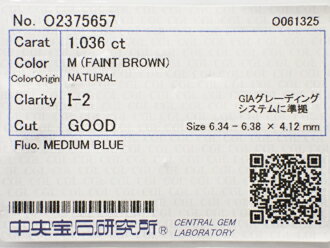 No. O2375657 O061325
Carat 1.036 ct
Color M (FAINT BROWN)
ColorOrigin NATURAL
Clarity I-2 GIAグレーディング
システムに準拠
Cut GOOD Size 6.34 - 6.38 × 4.12 mm
Fluo. MEDIUM BLUE
中央宝石研究所® CENTRAL GEM
LABORATORY